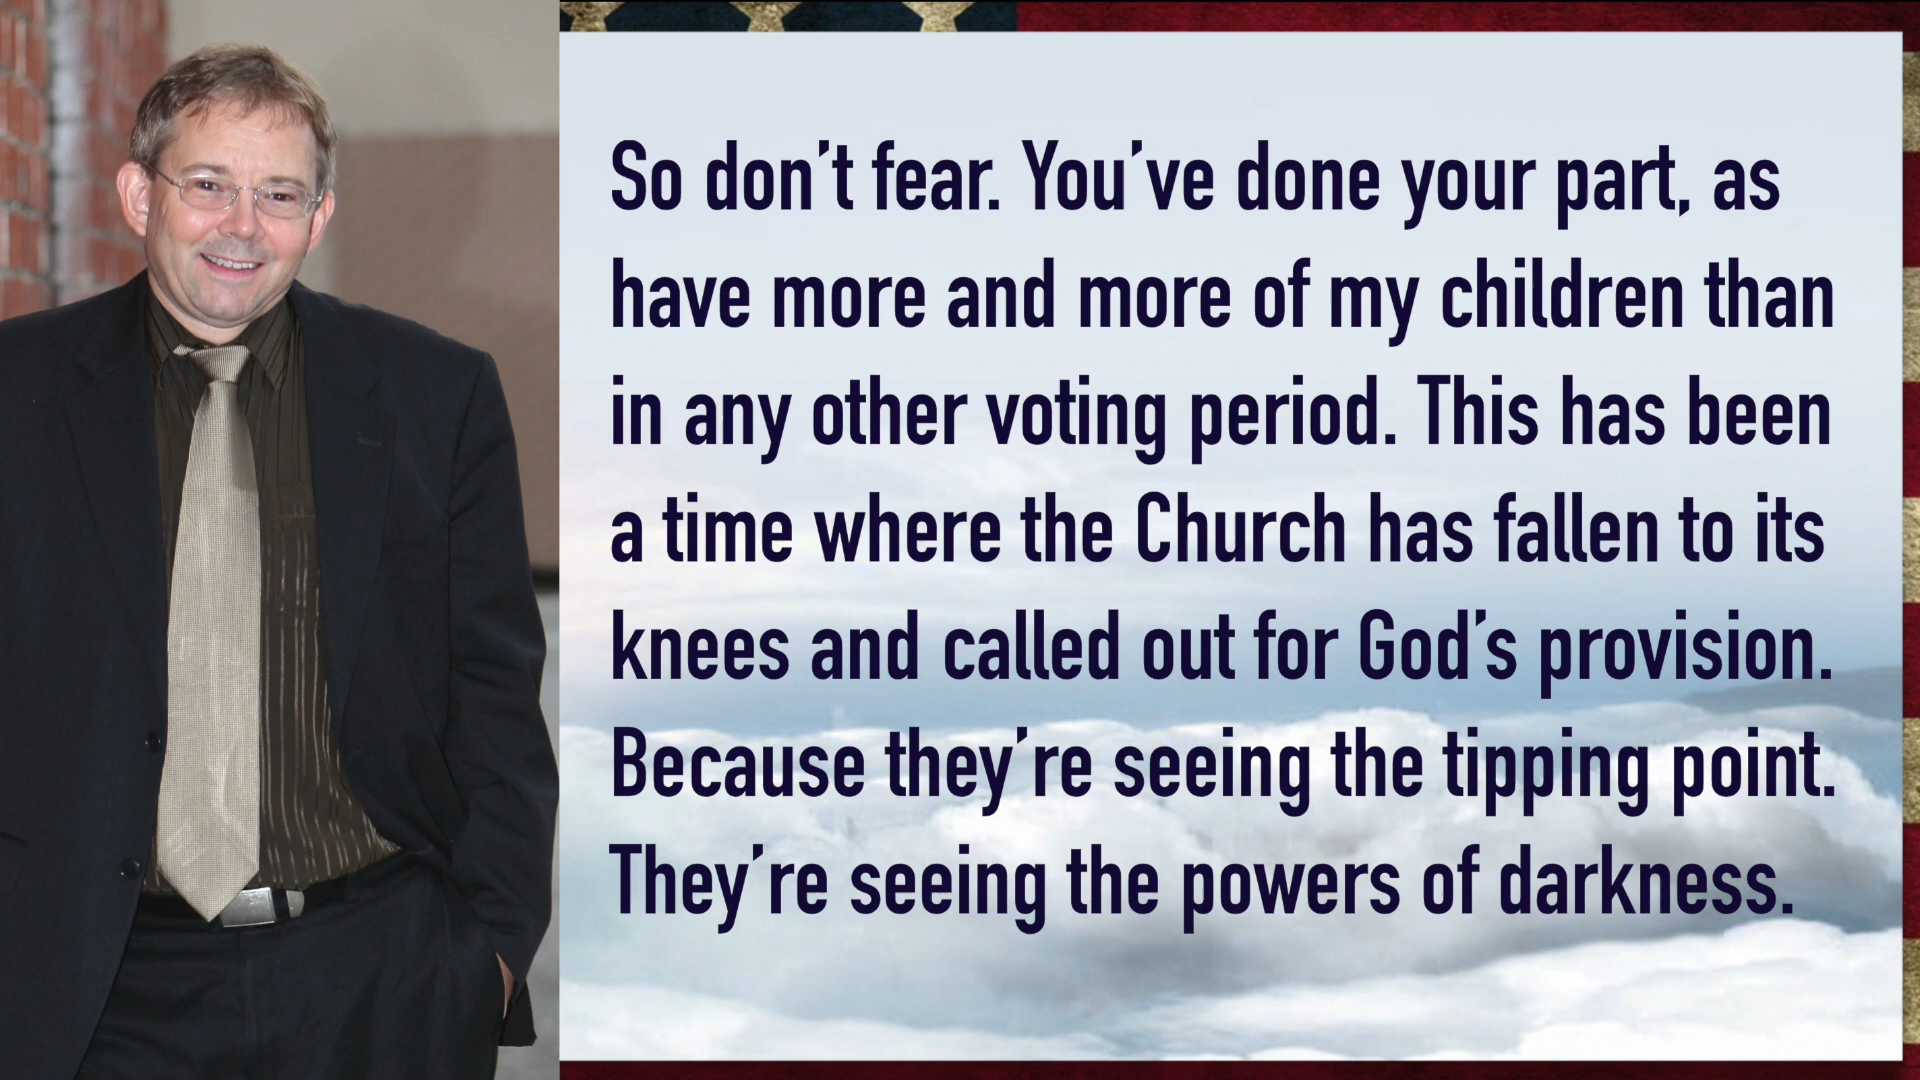 So don't fear. You've done your part, as
have more and more of my children than
in any other voting period. This has been
a time where the Church has fallen to its
knees and called out for God's provision.
Because they're seeing the tipping point.
They're seeing the powers of darkness.